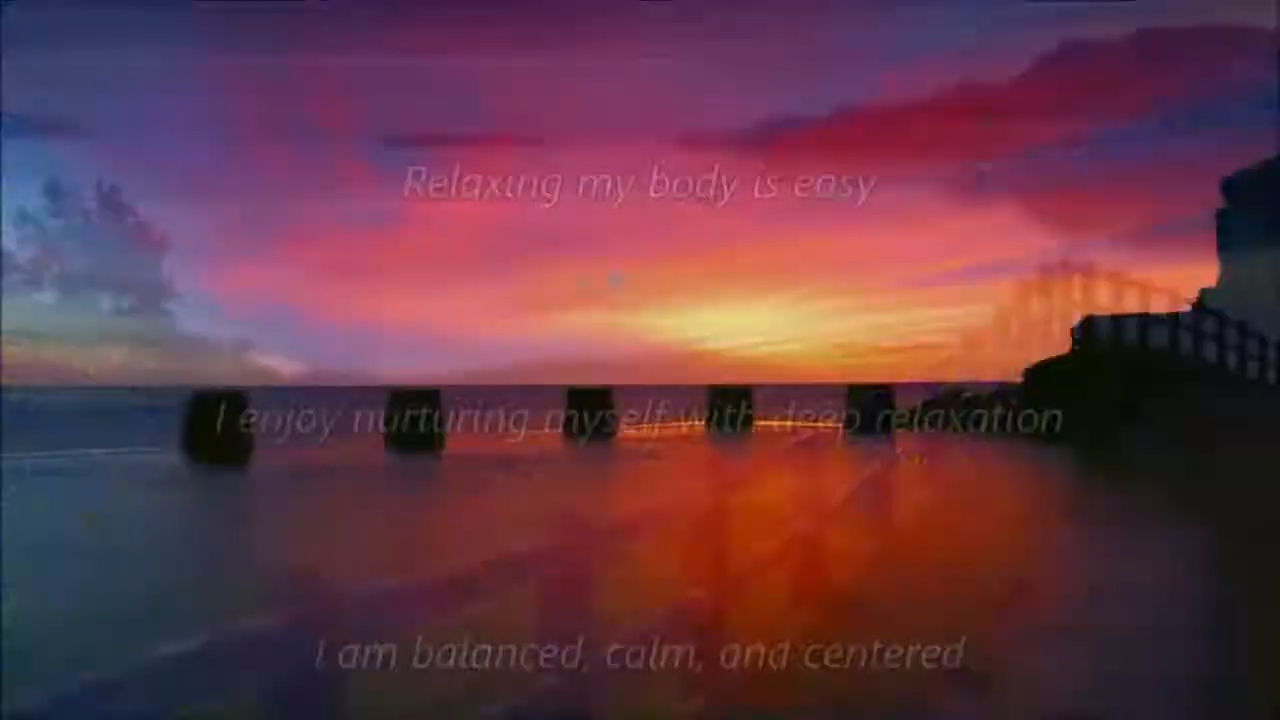 Relaxing my body is easy
I enjoy nurturing myself with deep relaxation
I am balanced, calm, and centered